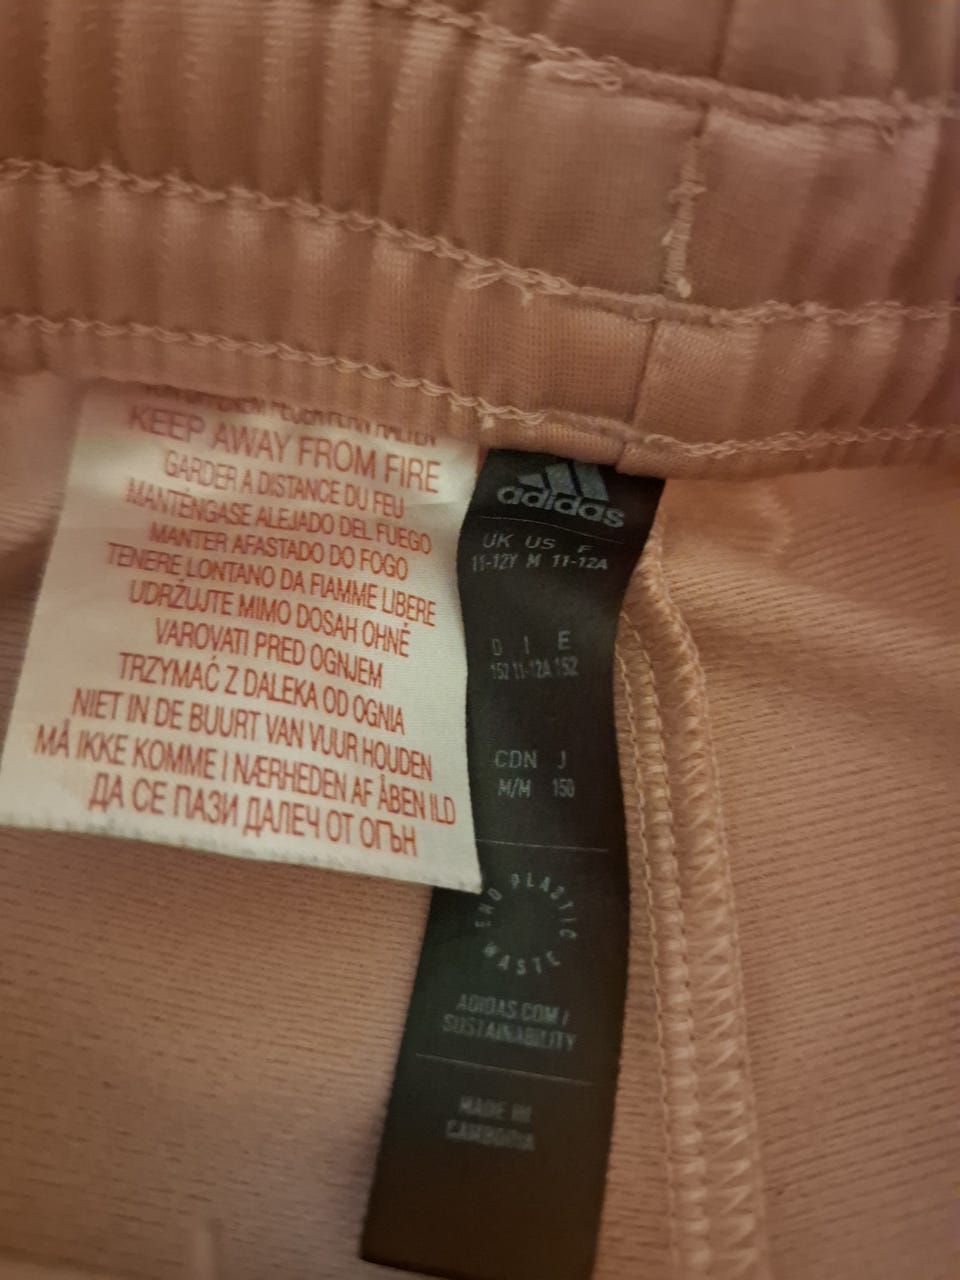 KEEP AWAY FROM FIRE
GARDER A DISTANCE DU FEU
MANTÉNGASE ALEJADO DEL FUEGO
MANTER AFASTADO DO FOGO
TENERE LONTANO DA FIAMME LIBERE
UDRŽUJTE MIMO DOSAH OHNĚ
VAROVATI PRED OGNJEM
TRZYMAĆ Z DALEKA OD OGNIA
NIET IN DE BUURT VAN VUUR HOUDEN
MÅ IKKE KOMME I NÆRHEDEN AF ÅBEN ILD
ДА СЕ ПАЗИ ДАЛЕЧ ОТ ОГЪН
adidas
UK US F
11-12Y M 11-12A
D I E
152 11-12A 152
CDN J
M/M 150
END PLASTIC WASTE
ADIDAS.COM/
SUSTAINABILITY
MADE IN
CAMBODIA